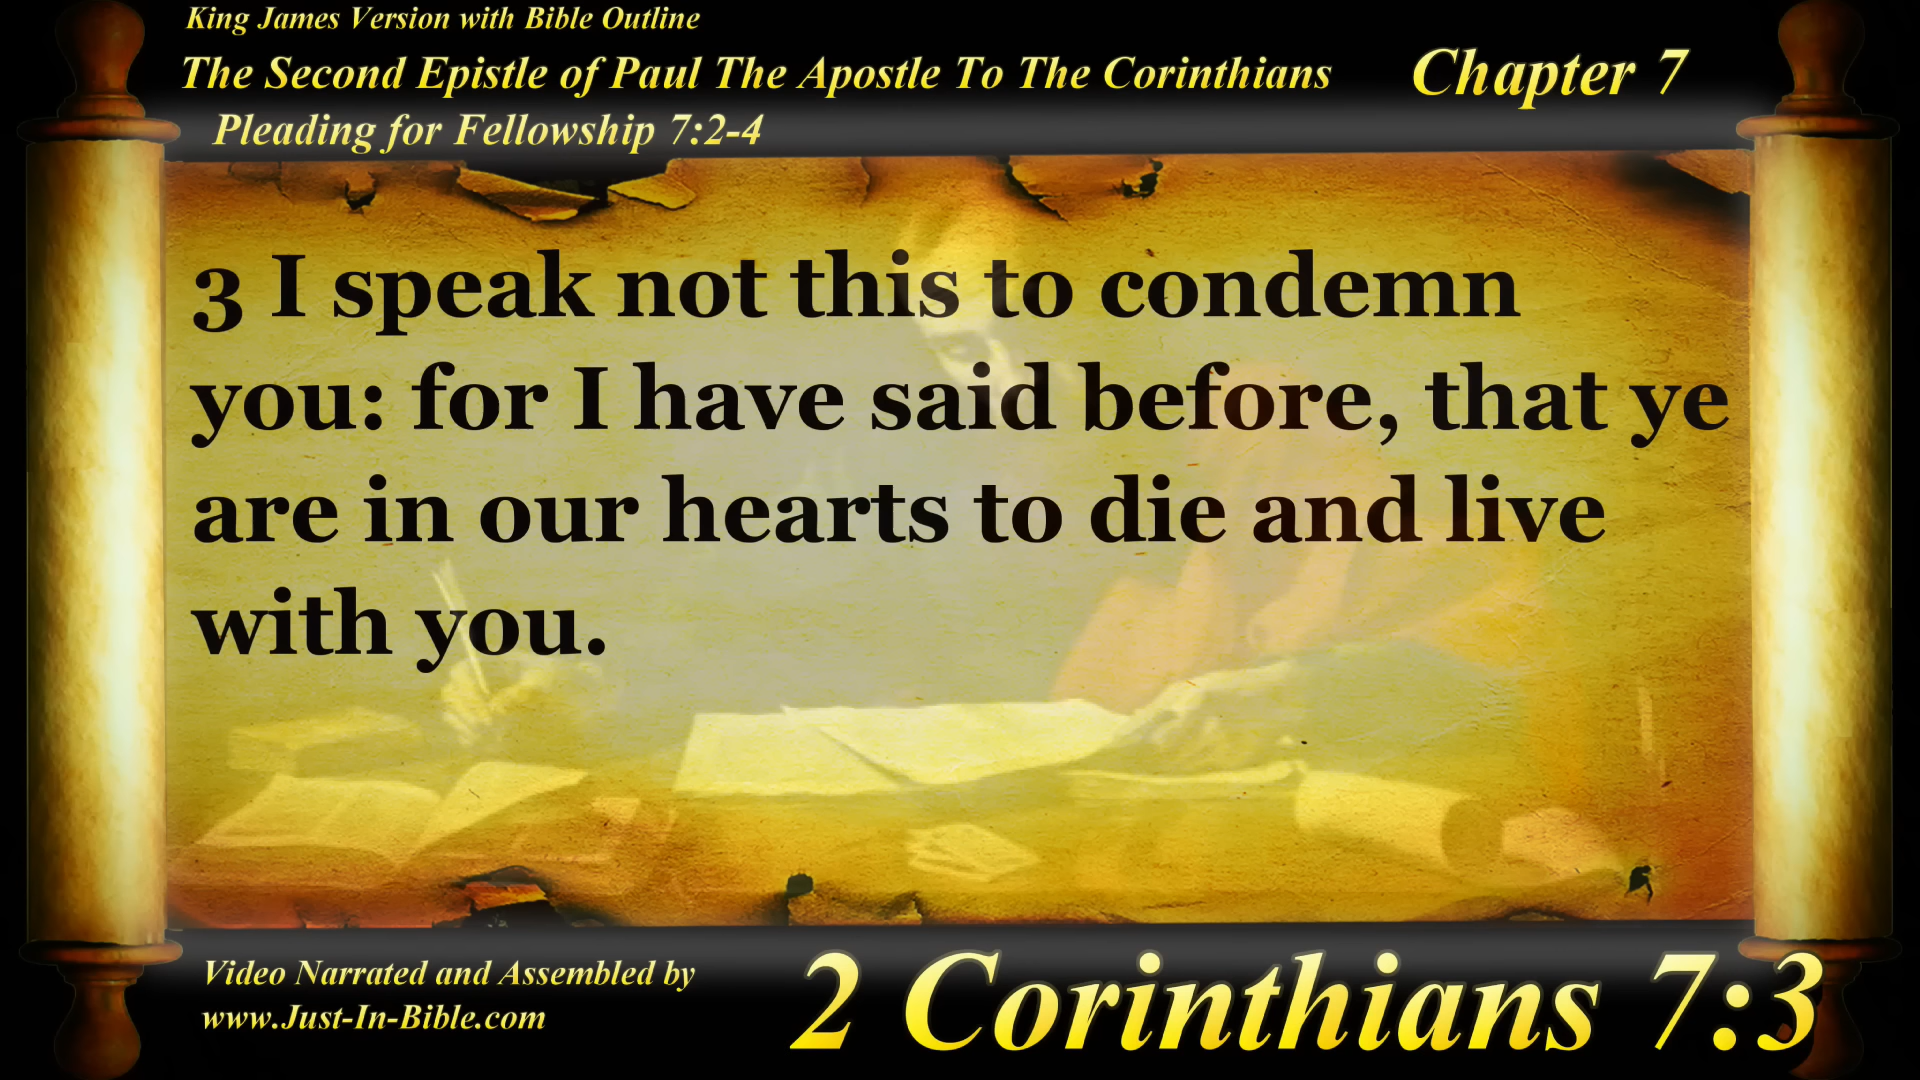 King James Version with Bible Outline
The Second Epistle of Paul The Apostle To The Corinthians
Chapter 7
Pleading for Fellowship 7:2-4
3 I speak not this to condemn
you: for I have said before, that ye
are in our hearts to die and live
with you.
Video Narrated and Assembled by
www.Just-In-Bible.com
2 Corinthians 7:3